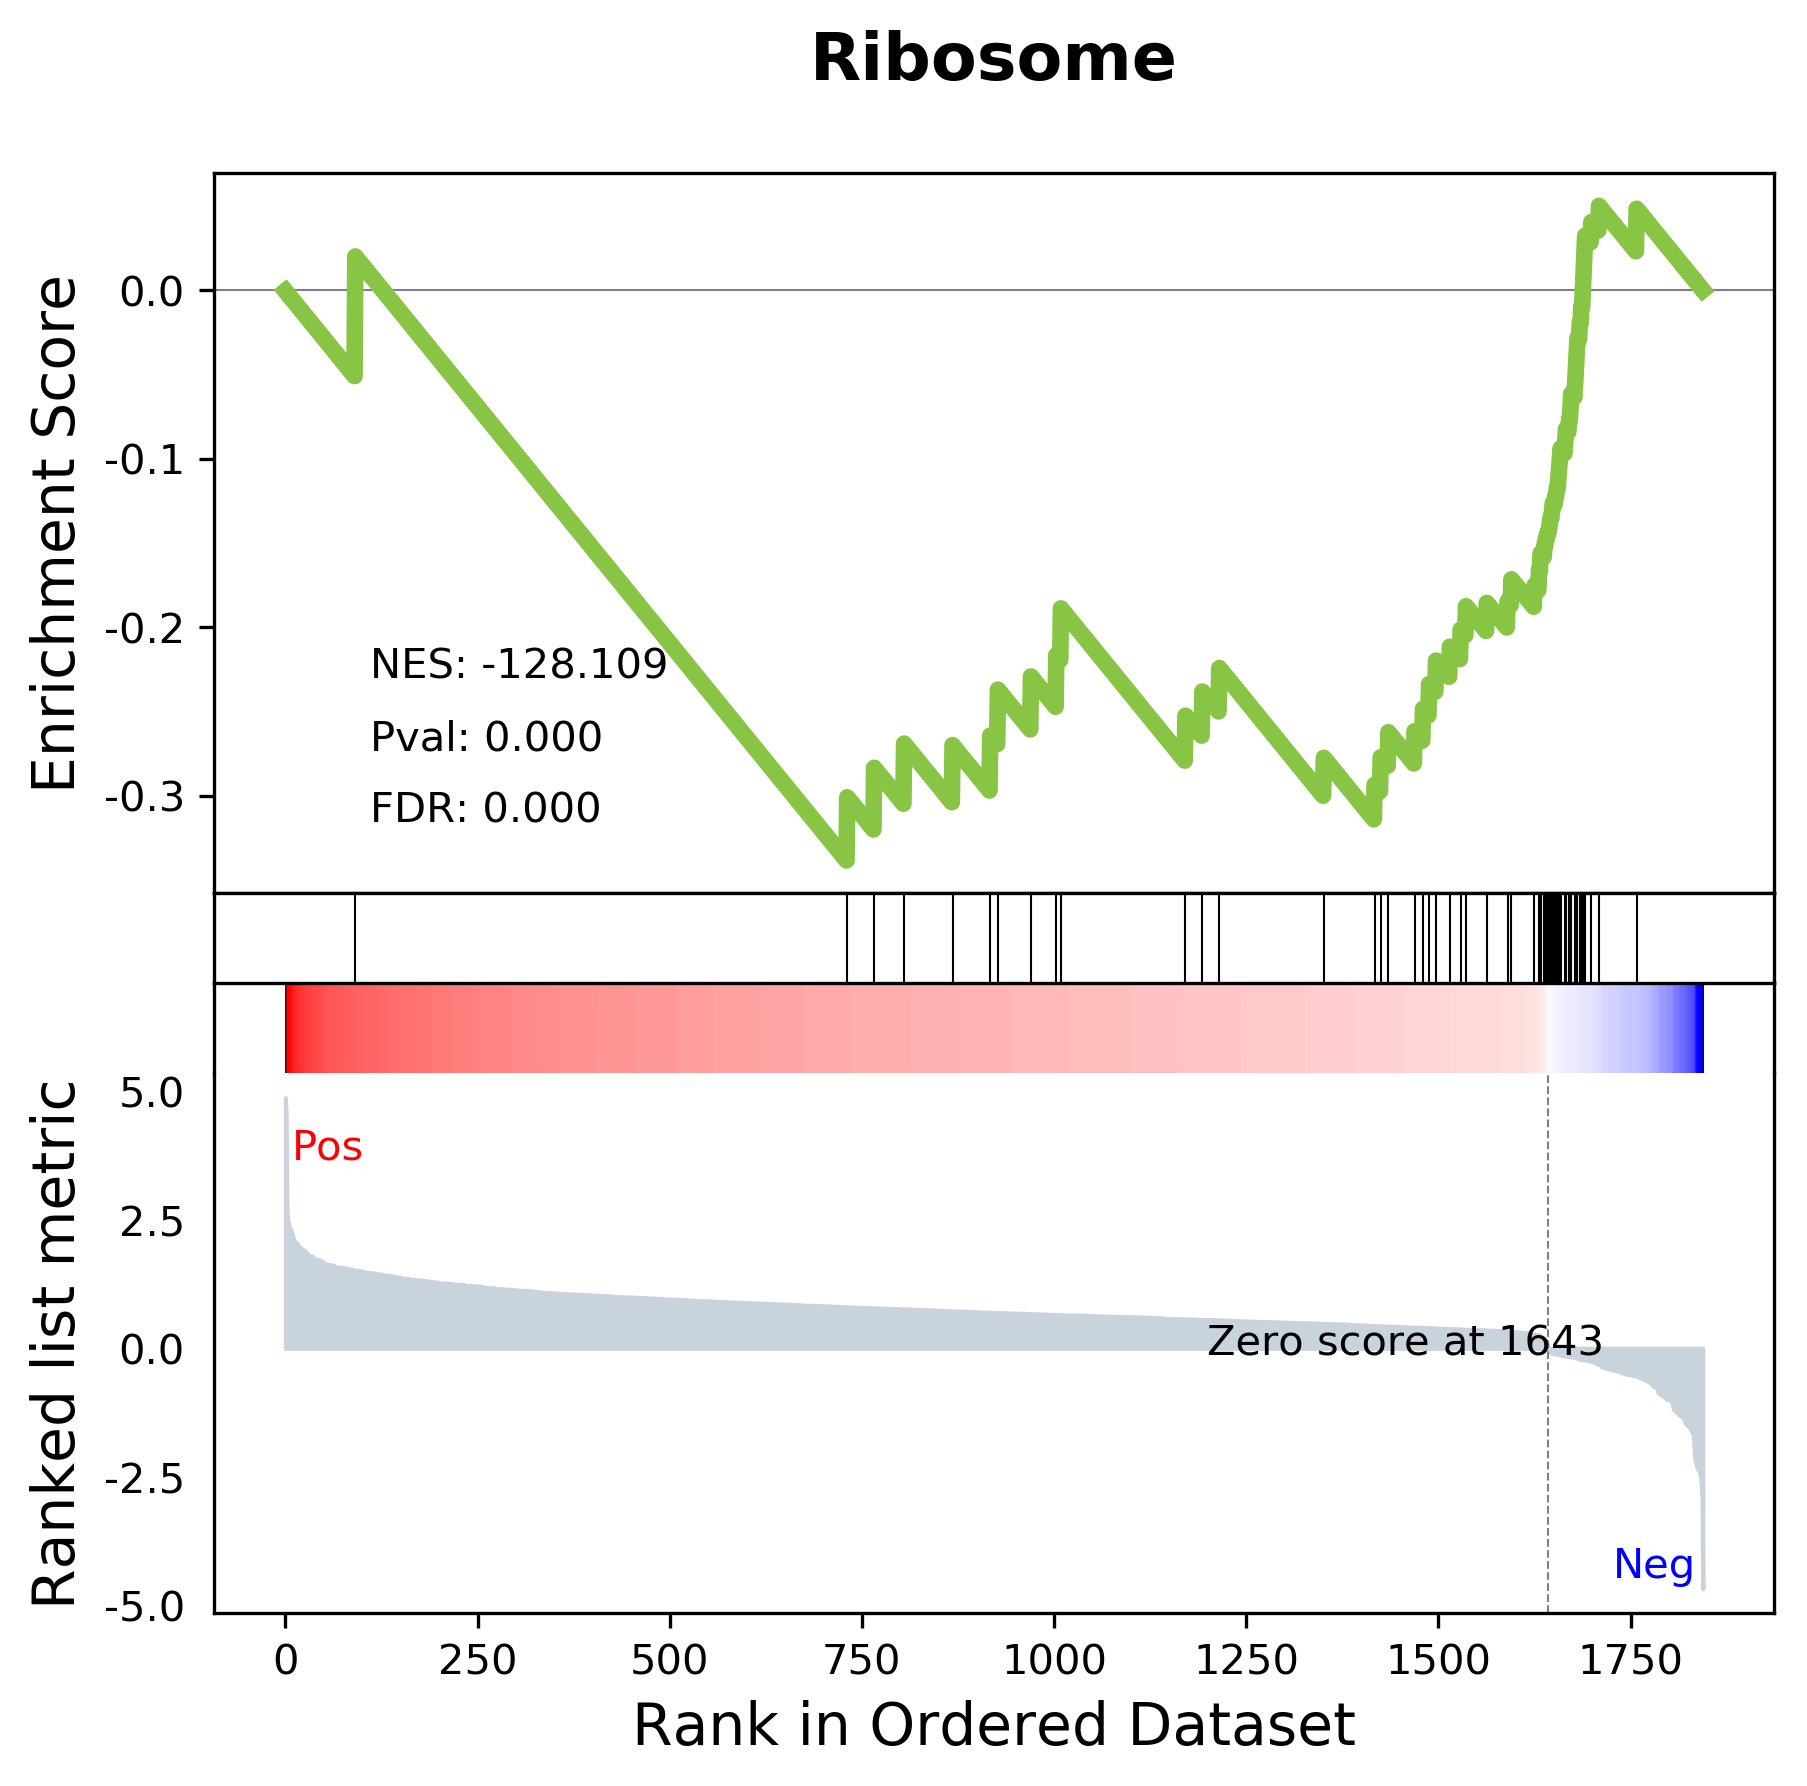 Ribosome
Enrichment Score
0.0
-0.1
-0.2
-0.3
NES: -128.109
Pval: 0.000
FDR: 0.000
Ranked list metric
5.0
2.5
0.0
-2.5
-5.0
Pos
Zero score at 1643
Neg
0 250 500 750 1000 1250 1500 1750
Rank in Ordered Dataset